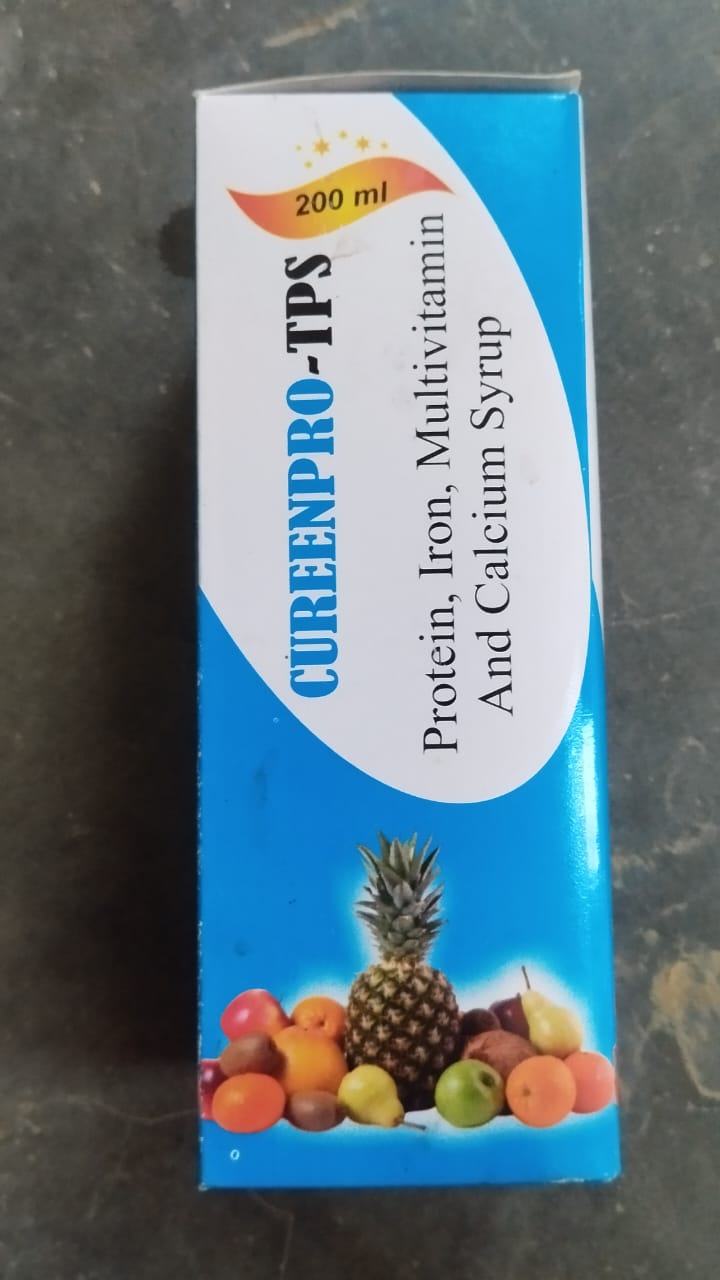 200 ml
CUREENPRO-TPS
Protein, Iron, Multivitamin
And Calcium Syrup